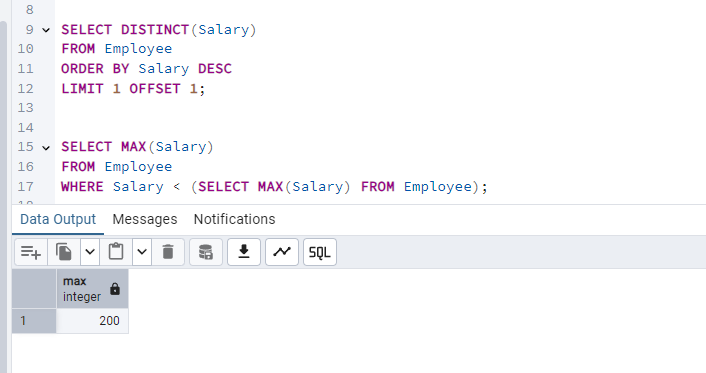 8
9 SELECT DISTINCT(Salary)
10 FROM Employee
11 ORDER BY Salary DESC
12 LIMIT 1 OFFSET 1;
13
14
15 SELECT MAX(Salary)
16 FROM Employee
17 WHERE Salary < (SELECT MAX(Salary) FROM Employee);
Data Output Messages Notifications
SQL
max
integer
1 200